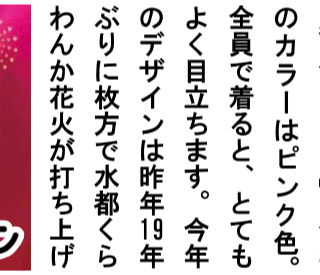 のカラーはピンク色。
全員で着ると、とても
よく目立ちます。今年
のデザインは昨年19年
ぶりに枚方で水都くら
わんか花火が打ち上げ
ン